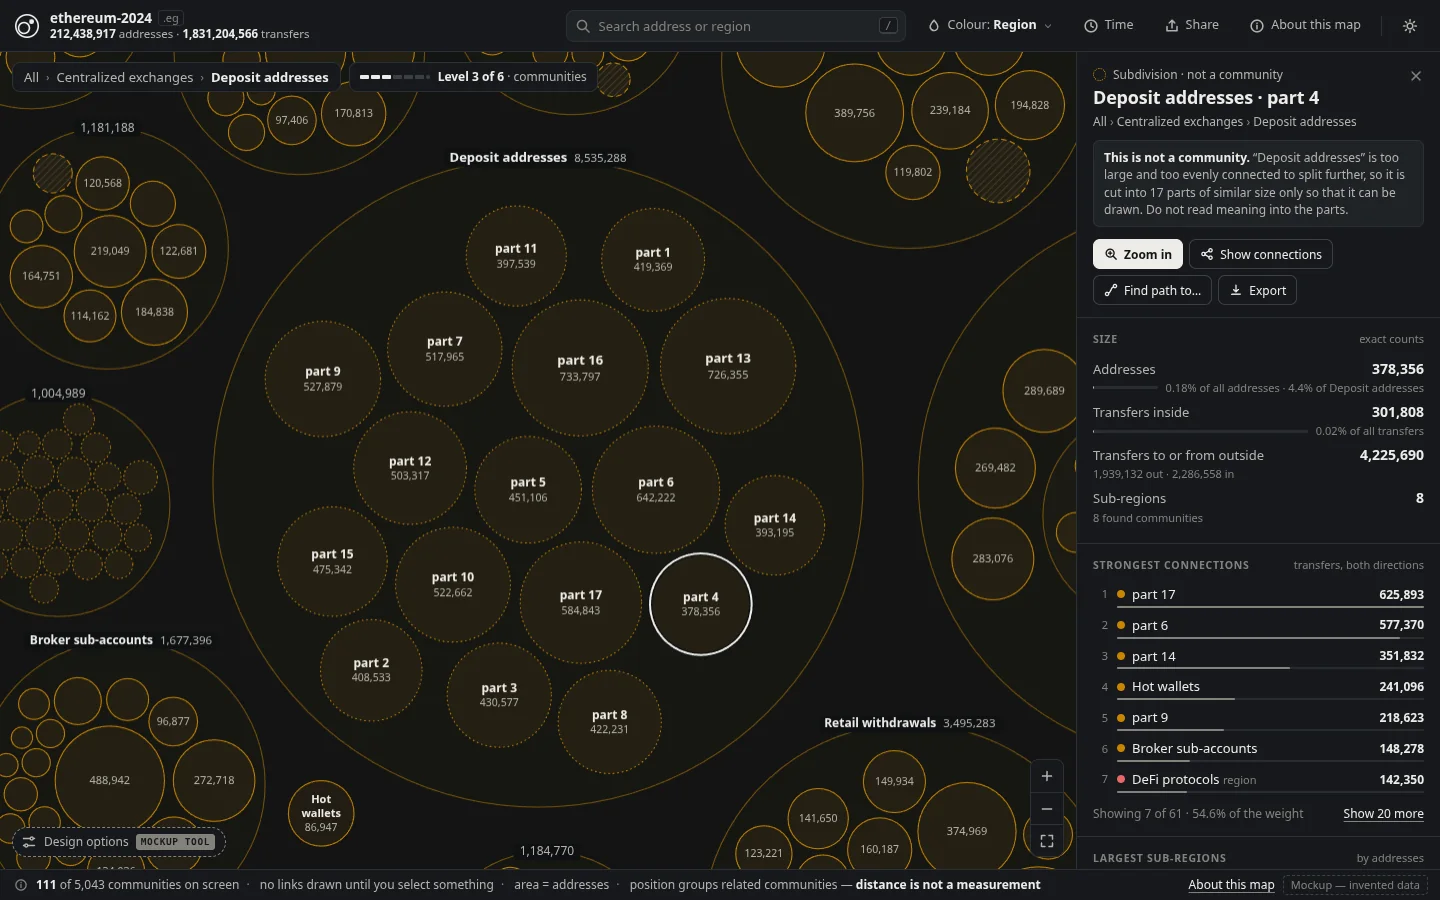 ethereum-2024 .eg
212,438,917 addresses · 1,831,204,566 transfers
Search address or region /
Colour: Region
Time
Share
About this map
All › Centralized exchanges › Deposit addresses
Level 3 of 6 · communities
97,406
170,813
389,756
239,184
194,828
119,802
1,181,188
120,568
219,049
122,681
164,751
114,162
184,838
1,004,989
Deposit addresses 8,535,288
part 11
397,539
part 1
419,369
part 7
517,965
part 16
733,797
part 13
726,355
part 9
527,879
part 12
503,317
part 5
451,106
part 6
642,222
part 14
393,195
part 15
475,342
part 10
522,662
part 17
584,843
part 4
378,356
part 2
408,533
part 3
430,577
part 8
422,231
289,689
269,482
283,076
Broker sub-accounts 1,677,396
96,877
488,942
272,718
Hot
wallets
86,947
Retail withdrawals 3,495,283
149,934
141,650
374,969
160,187
123,221
1,184,770
Design options MOCKUP TOOL
Subdivision · not a community
Deposit addresses · part 4
All › Centralized exchanges › Deposit addresses
This is not a community. “Deposit addresses” is too
large and too evenly connected to split further, so it is
cut into 17 parts of similar size only so that it can be
drawn. Do not read meaning into the parts.
Zoom in
Show connections
Find path to…
Export
SIZE exact counts
Addresses 378,356
0.18% of all addresses · 4.4% of Deposit addresses
Transfers inside 301,808
0.02% of all transfers
Transfers to or from outside 4,225,690
1,939,132 out · 2,286,558 in
Sub-regions 8
8 found communities
STRONGEST CONNECTIONS transfers, both directions
1 part 17 625,893
2 part 6 577,370
3 part 14 351,832
4 Hot wallets 241,096
5 part 9 218,623
6 Broker sub-accounts 148,278
7 DeFi protocols region 142,350
Showing 7 of 61 · 54.6% of the weight Show 20 more
LARGEST SUB-REGIONS by addresses
111 of 5,043 communities on screen · no links drawn until you select something · area = addresses · position groups related communities — distance is not a measurement
About this map
Mockup — invented data